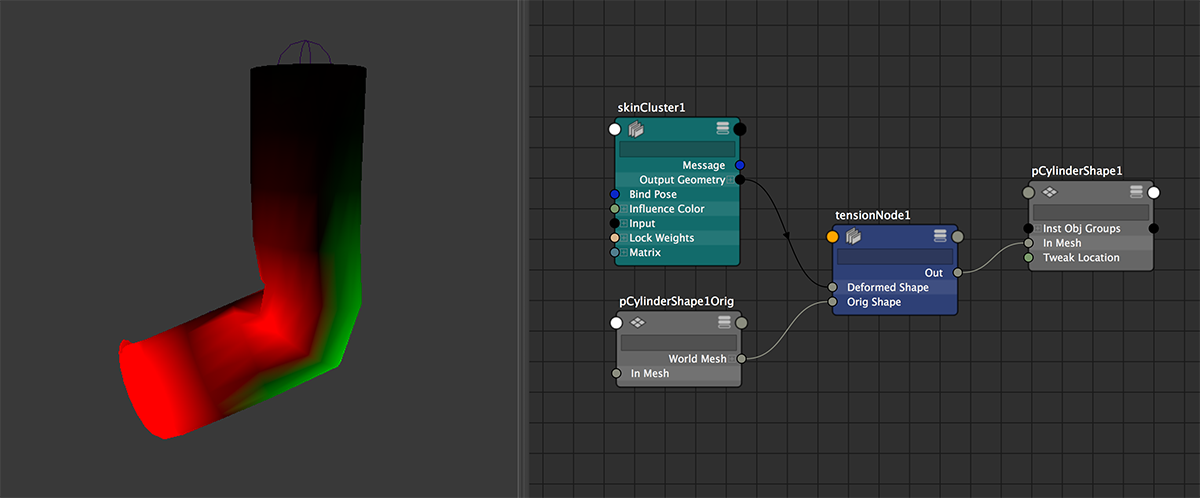 skinCluster1
Message
Output Geometry
Bind Pose
Influence Color
Input
Lock Weights
Matrix
pCylinderShape1Orig
World Mesh
In Mesh
tensionNode1
Out
Deformed Shape
Orig Shape
pCylinderShape1
Inst Obj Groups
In Mesh
Tweak Location